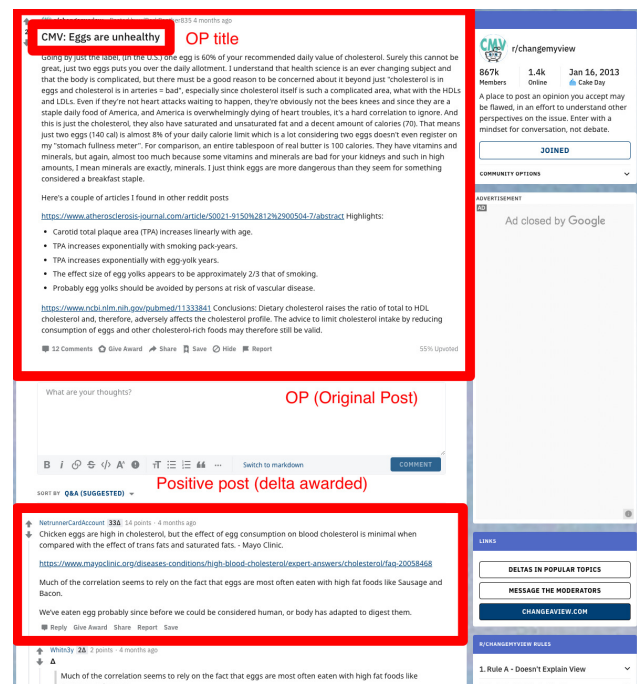 4 months ago
CMV: Eggs are unhealthy
OP title
Going by just the label, (in the U.S.) one egg is 60% of your recommended daily value of cholesterol. Surely this cannot be
great, just two eggs puts you over the daily allotment. I understand that health science is an ever changing subject and
that the body is complicated, but there must be a good reason to be concerned about it beyond just "cholesterol is in
eggs and cholesterol is in arteries = bad", especially since cholesterol itself is such a complicated area, what with the HDLs
and LDLs. Even if they're not heart attacks waiting to happen, they're obviously not the bees knees and since they are a
staple daily food of America, and America is overwhelmingly dying of heart troubles, it's a hard correlation to ignore. And
this is just the cholesterol, they also have saturated and unsaturated fat and a decent amount of calories (70). That means
just two eggs (140 cal) is almost 8% of your daily calorie limit which is a lot considering two eggs doesn't even register on
my "stomach fullness meter". For comparison, an entire tablespoon of real butter is 100 calories. They have vitamins and
minerals, but again, almost too much because some vitamins and minerals are bad for your kidneys and such in high
amounts, I mean minerals are exactly, minerals. I just think eggs are more dangerous than they seem for something
considered a breakfast staple.
Here's a couple of articles I found in other reddit posts
https://www.atherosclerosis-journal.com/article/S0021-9150%2812%2900504-7/abstract Highlights:
• Carotid total plaque area (TPA) increases linearly with age.
• TPA increases exponentially with smoking pack-years.
• TPA increases exponentially with egg-yolk years.
• The effect size of egg yolks appears to be approximately 2/3 that of smoking.
• Probably egg yolks should be avoided by persons at risk of vascular disease.
https://www.ncbi.nlm.nih.gov/pubmed/11333841 Conclusions: Dietary cholesterol raises the ratio of total to HDL
cholesterol and, therefore, adversely affects the cholesterol profile. The advice to limit cholesterol intake by reducing
consumption of eggs and other cholesterol-rich foods may therefore still be valid.
12 Comments Give Award Share Save Hide Report 55% Upvoted
What are your thoughts?
OP (Original Post)
B i Switch to markdown COMMENT
Positive post (delta awarded)
SORT BY Q&A (SUGGESTED)
NetrunnerCardAccount 33Δ 14 points · 4 months ago
Chicken eggs are high in cholesterol, but the effect of egg consumption on blood cholesterol is minimal when
compared with the effect of trans fats and saturated fats. - Mayo Clinic.
https://www.mayoclinic.org/diseases-conditions/high-blood-cholesterol/expert-answers/cholesterol/faq-20058468
Much of the correlation seems to rely on the fact that eggs are most often eaten with high fat foods like Sausage and
Bacon.
We've eaten egg probably since before we could be considered human, or body has adapted to digest them.
Reply Give Award Share Report Save
Whitn3y 2Δ 2 points · 4 months ago
Δ
Much of the correlation seems to rely on the fact that eggs are most often eaten with high fat foods like
CMV
r/changemyview
867k 1.4k Jan 16, 2013
Members Online Cake Day
A place to post an opinion you accept may
be flawed, in an effort to understand other
perspectives on the issue. Enter with a
mindset for conversation, not debate.
JOINED
COMMUNITY OPTIONS
ADVERTISEMENT
AD
Ad closed by Google
LINKS
DELTAS IN POPULAR TOPICS
MESSAGE THE MODERATORS
CHANGEAVIEW.COM
R/CHANGEMYVIEW RULES
1. Rule A - Doesn't Explain View